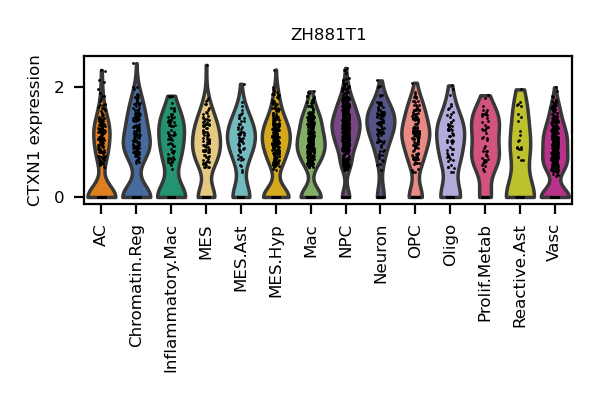 ZH881T1
CTXN1 expression
2
0
AC
Chromatin.Reg
Inflammatory.Mac
MES
MES.Ast
MES.Hyp
Mac
NPC
Neuron
OPC
Oligo
Prolif.Metab
Reactive.Ast
Vasc